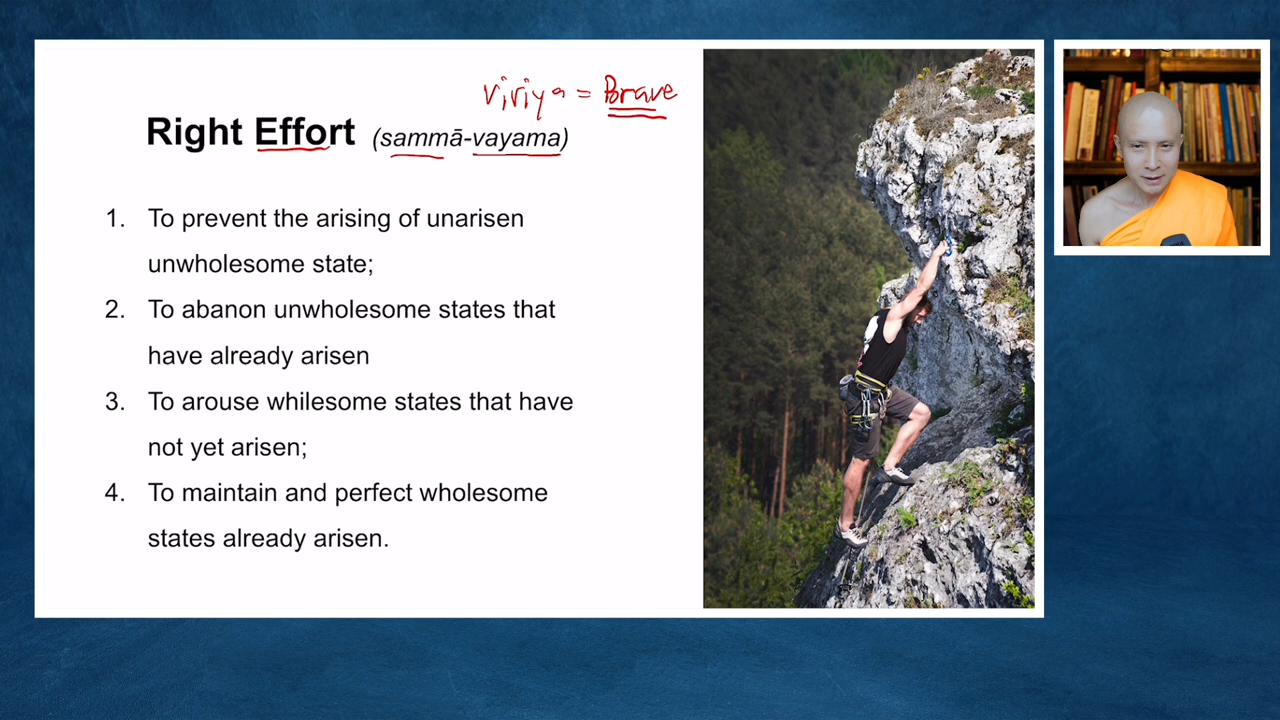 viriya = Brave
Right Effort (sammā-vayama)
1. To prevent the arising of unarisen
unwholesome state;
2. To abanon unwholesome states that
have already arisen
3. To arouse whilesome states that have
not yet arisen;
4. To maintain and perfect wholesome
states already arisen.